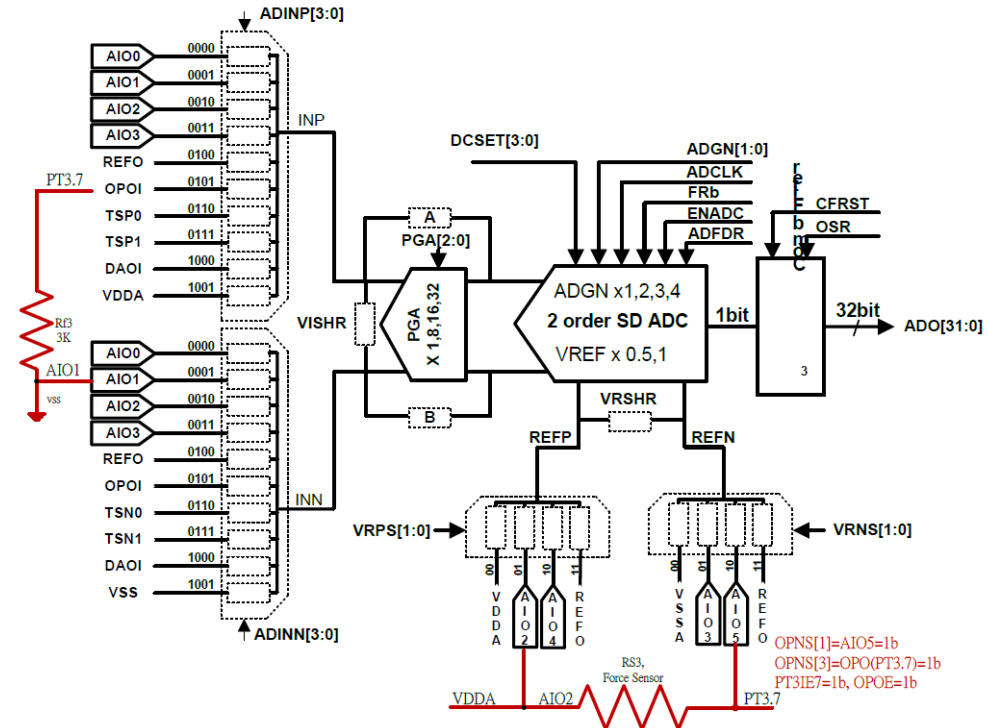 ADINP[3:0]
AIO0 0000
AIO1 0001
AIO2 0010
AIO3 0011
REFO 0100
OPOI 0101
TSP0 0110
TSP1 0111
DAOI 1000
VDDA 1001
INP
PT3.7
Rf3
3K
AIO1
vss
AIO0 0000
AIO1 0001
AIO2 0010
AIO3 0011
REFO 0100
OPOI 0101
TSN0 0110
TSN1 0111
DAOI 1000
VSS 1001
INN
ADINN[3:0]
A
PGA[2:0]
VISHR
PGA
X 1,8,16,32
B
DCSET[3:0]
ADGN[1:0]
ADCLK
FRb
ENADC
ADFDR
ADGN x1,2,3,4
2 order SD ADC
VREF x 0.5,1
1bit
Comb Filter
CFRST
OSR
3
32bit
ADO[31:0]
VRSHR
REFP
REFN
VRPS[1:0]
VRNS[1:0]
00 01 10 11
VDDA AIO2 AIO4 REFO
00 01 10 11
VSSA AIO3 AIO5 REFO
OPNS[1]=AIO5=1b
OPNS[3]=OPO(PT3.7)=1b
PT3IE7=1b, OPOE=1b
RS3,
Force Sensor
VDDA
AIO2
PT3.7